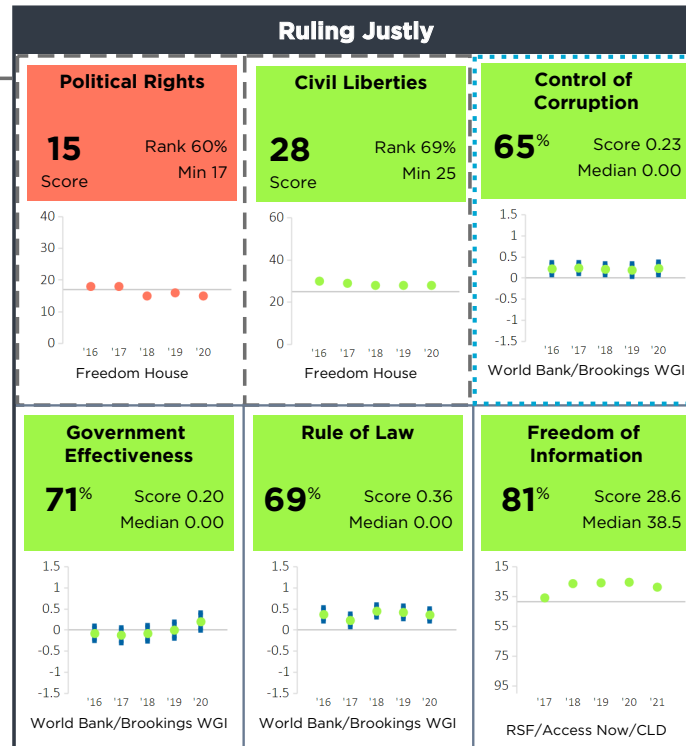 Ruling Justly
Political Rights
15
Score
Rank 60%
Min 17
40
30
20
10
0
'16 '17 '18 '19 '20
Freedom House
Civil Liberties
28
Score
Rank 69%
Min 25
60
40
20
0
'16 '17 '18 '19 '20
Freedom House
Control of
Corruption
65%
Score 0.23
Median 0.00
1.5
1
0.5
0
-0.5
-1
-1.5
'16 '17 '18 '19 '20
World Bank/Brookings WGI
Government
Effectiveness
71%
Score 0.20
Median 0.00
1.5
1
0.5
0
-0.5
-1
-1.5
'16 '17 '18 '19 '20
World Bank/Brookings WGI
Rule of Law
69%
Score 0.36
Median 0.00
1.5
1
0.5
0
-0.5
-1
-1.5
'16 '17 '18 '19 '20
World Bank/Brookings WGI
Freedom of
Information
81%
Score 28.6
Median 38.5
15
35
55
75
95
'17 '18 '19 '20 '21
RSF/Access Now/CLD